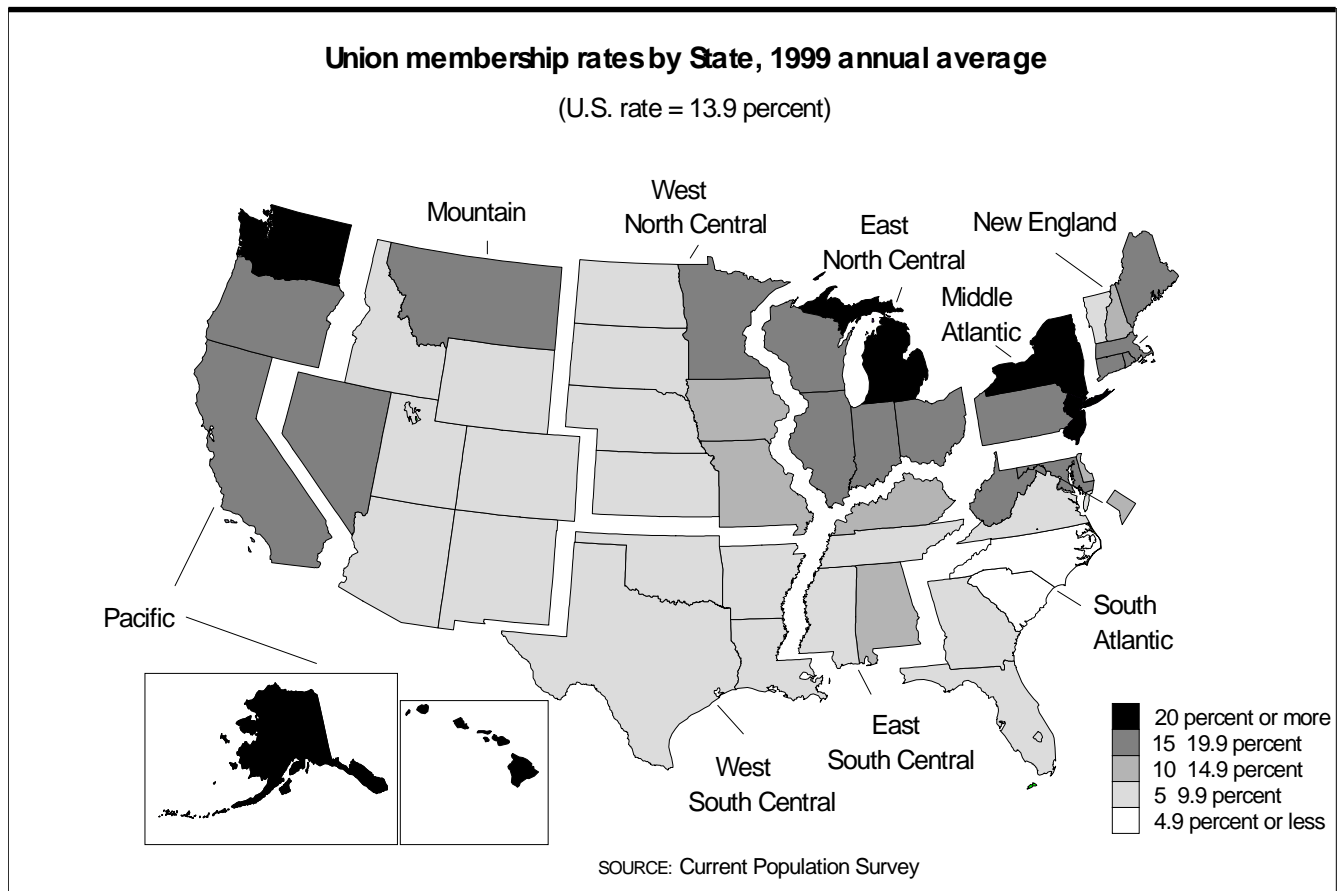 Union membership rates by State, 1999 annual average
(U.S. rate = 13.9 percent)
Mountain
West
North Central
East
North Central
New England
Middle
Atlantic
Pacific
South
Atlantic
East
South Central
West
South Central
20 percent or more
15 19.9 percent
10 14.9 percent
5 9.9 percent
4.9 percent or less
SOURCE: Current Population Survey